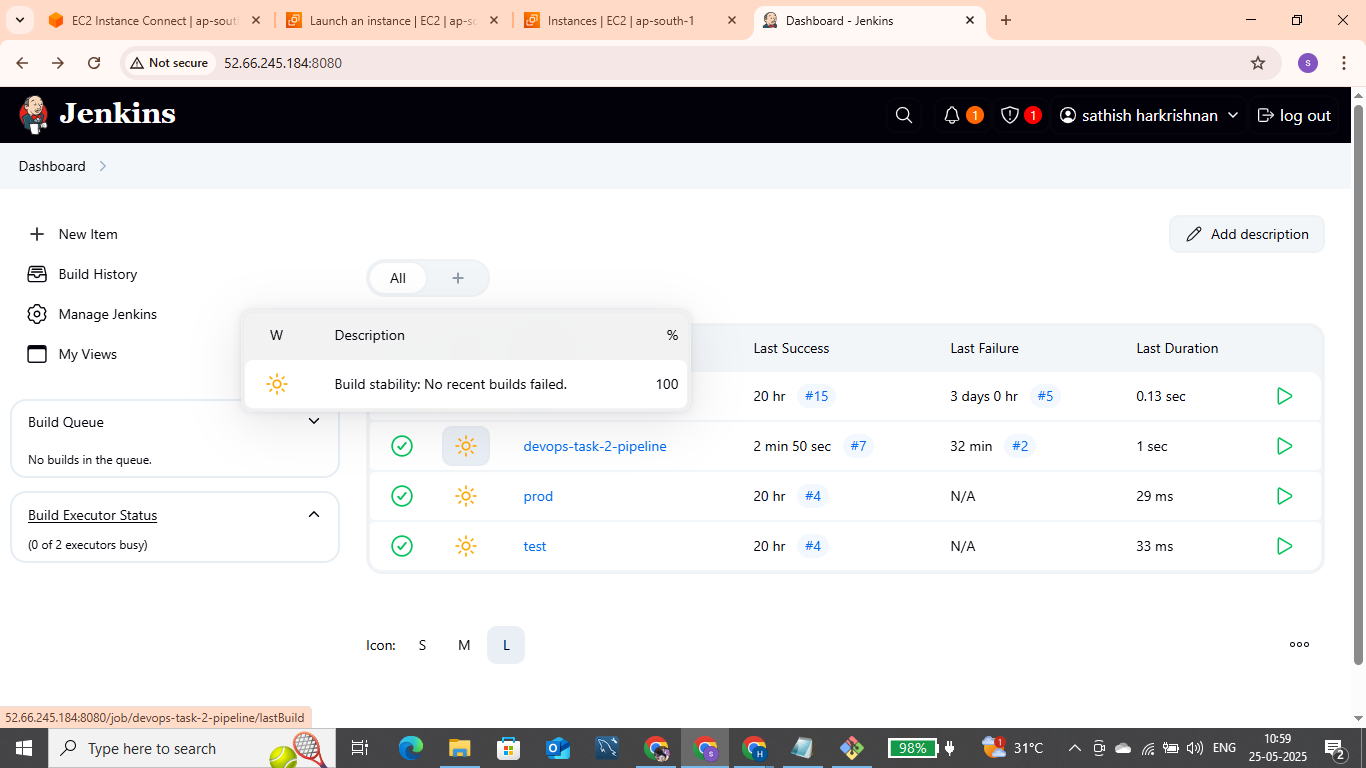 EC2 Instance Connect | ap-sout
Launch an instance | EC2 | ap-so
Instances | EC2 | ap-south-1
Dashboard - Jenkins
Not secure
52.66.245.184:8080
s
Jenkins
1
1
sathish harkrishnan
log out
Dashboard
New Item
Build History
Manage Jenkins
My Views
Add description
All
+
W Description %
Build stability: No recent builds failed. 100
Last Success Last Failure Last Duration
20 hr #15 3 days 0 hr #5 0.13 sec
devops-task-2-pipeline 2 min 50 sec #7 32 min #2 1 sec
prod 20 hr #4 N/A 29 ms
test 20 hr #4 N/A 33 ms
Build Queue
No builds in the queue.
Build Executor Status
(0 of 2 executors busy)
Icon: S M L
52.66.245.184:8080/job/devops-task-2-pipeline/lastBuild
Type here to search
S
H
98%
1
31°C
ENG
10:59
25-05-2025
2